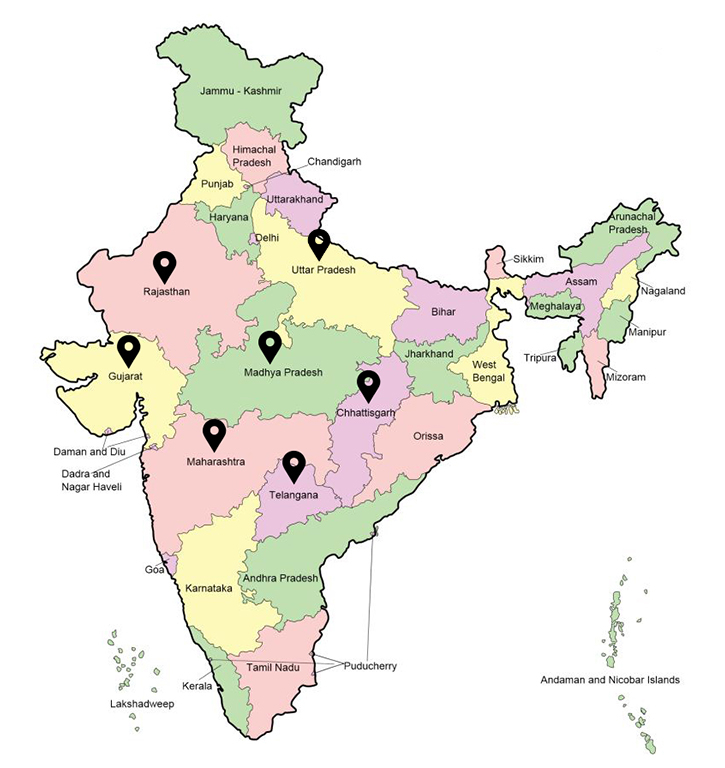 Jammu - Kashmir
Himachal
Pradesh
Chandigarh
Punjab
Uttarakhand
Haryana
Delhi
Arunachal
Pradesh
Sikkim
Uttar Pradesh
Assam
Rajasthan
Nagaland
Meghalaya
Bihar
Manipur
Jharkhand
Tripura
West
Bengal
Madhya Pradesh
Gujarat
Mizoram
Chhattisgarh
Orissa
Daman and Diu
Maharashtra
Dadra and
Nagar Haveli
Telangana
Goa
Andhra Pradesh
Karnataka
Tamil Nadu
Puducherry
Andaman and Nicobar Islands
Kerala
Lakshadweep